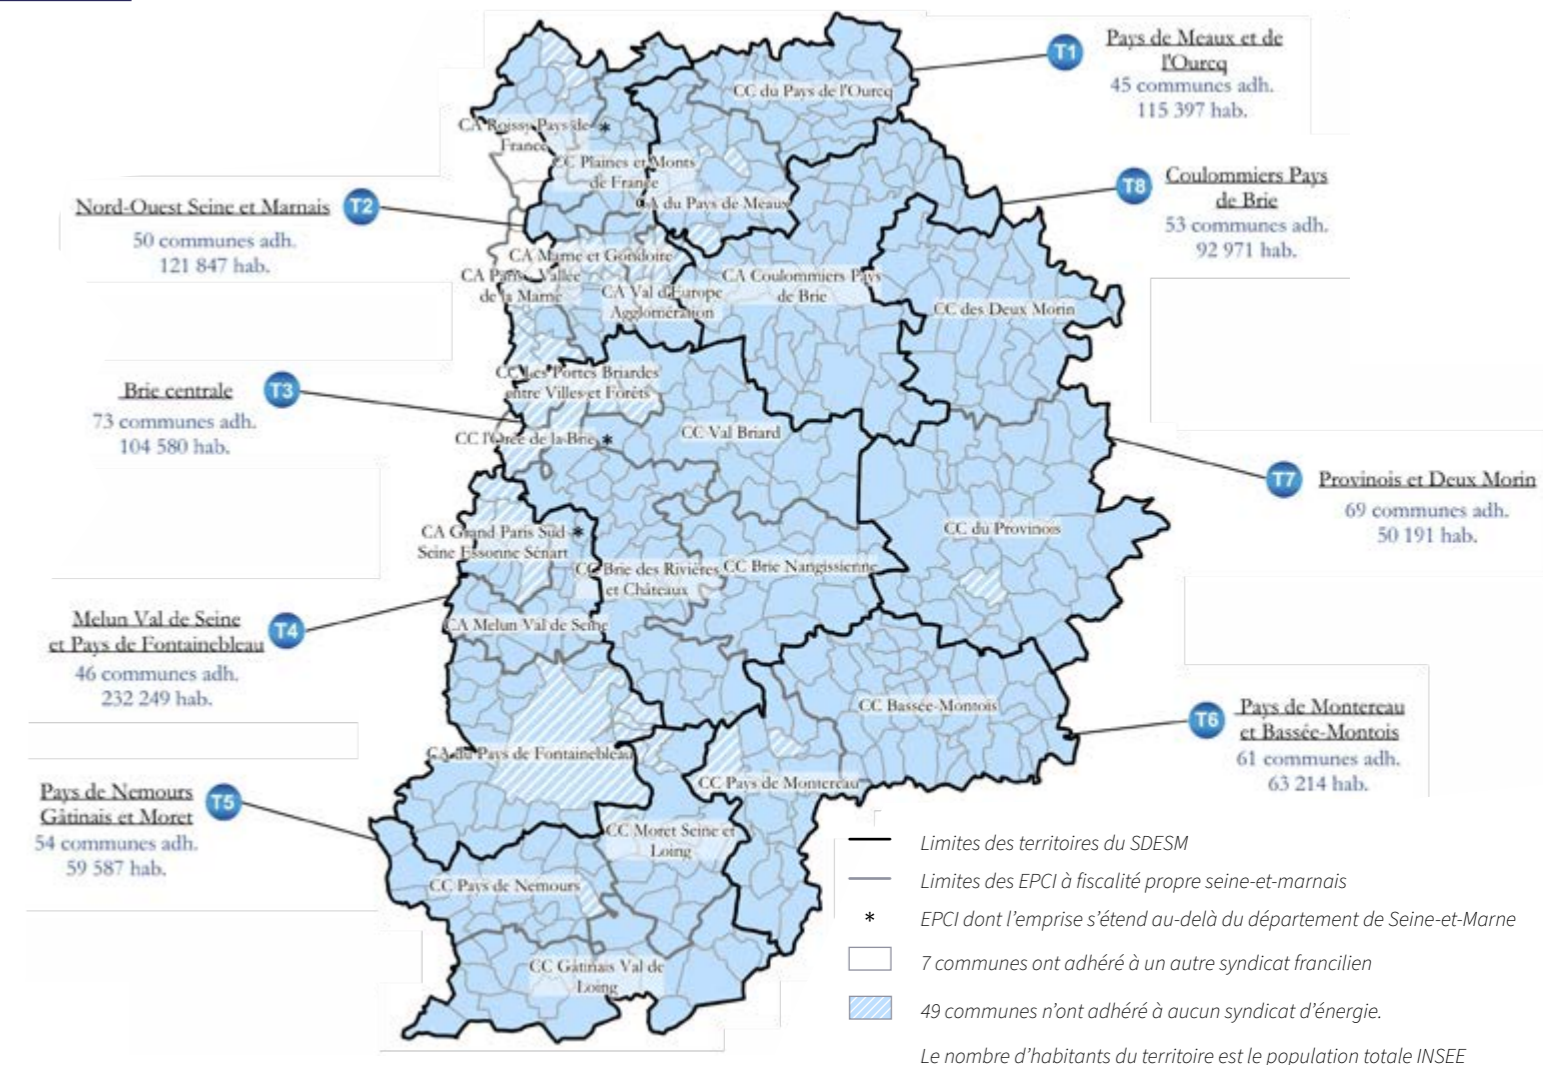 T1
Pays de Meaux et de
l'Ourcq
45 communes adh.
115 397 hab.
T8
Coulommiers Pays
de Brie
53 communes adh.
92 971 hab.
T2
Nord-Ouest Seine et Marnais
50 communes adh.
121 847 hab.
T3
Brie centrale
73 communes adh.
104 580 hab.
T7
Provinois et Deux Morin
69 communes adh.
50 191 hab.
T4
Melun Val de Seine
et Pays de Fontainebleau
46 communes adh.
232 249 hab.
T6
Pays de Montereau
et Bassée-Montois
61 communes adh.
63 214 hab.
T5
Pays de Nemours
Gâtinais et Moret
54 communes adh.
59 587 hab.
CC du Pays de l'Ourcq
CA Roissy Pays de *
France
CC Plaines et Monts
de France
CA du Pays de Meaux
CA Marne et Gondoire
CA Paris - Vallée
de la Marne
CA Val d'Europe
Agglomération
CA Coulommiers Pays
de Brie
CC des Deux Morin
CC Les Portes Briardes
entre Villes et Forêts
CC l'Orée de la Brie *
CC Val Briard
CA Grand Paris Sud *
Seine Essonne Sénart
CC du Provinois
CC Brie des Rivières
et Châteaux
CC Brie Nangissienne
CA Melun Val de Seine
CC Bassée-Montois
CA du Pays de Fontainebleau
CC Pays de Montereau
CC Moret Seine et
Loing
CC Pays de Nemours
CC Gâtinais Val de
Loing
Limites des territoires du SDESM
Limites des EPCI à fiscalité propre seine-et-marnais
* EPCI dont l’emprise s’étend au-delà du département de Seine-et-Marne
7 communes ont adhéré à un autre syndicat francilien
49 communes n’ont adhéré à aucun syndicat d’énergie.
Le nombre d’habitants du territoire est le population totale INSEE